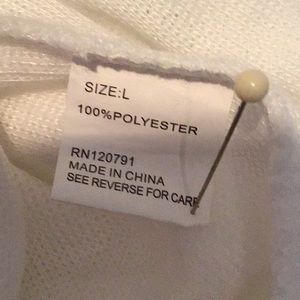 SIZE:L
100%POLYESTER
RN120791
MADE IN CHINA
SEE REVERSE FOR CARE